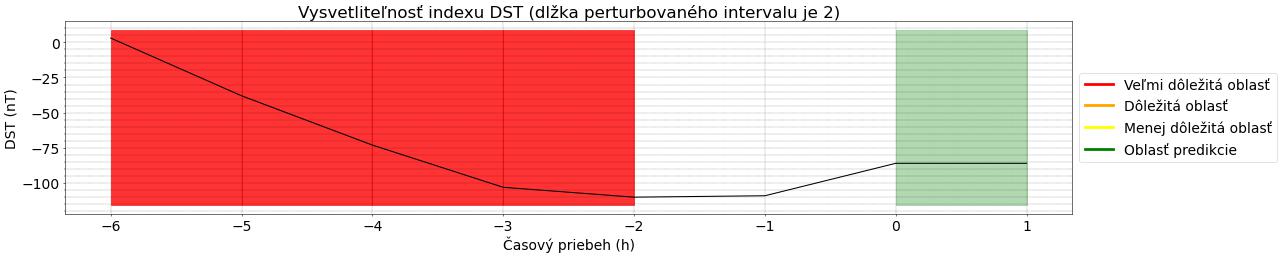 Vysvetliteľnosť indexu DST (dlžka perturbovaného intervalu je 2)
DST (nT)
0
−25
−50
−75
−100
−6 −5 −4 −3 −2 −1 0 1
Časový priebeh (h)
Veľmi dôležitá oblasť
Dôležitá oblasť
Menej dôležitá oblasť
Oblasť predikcie